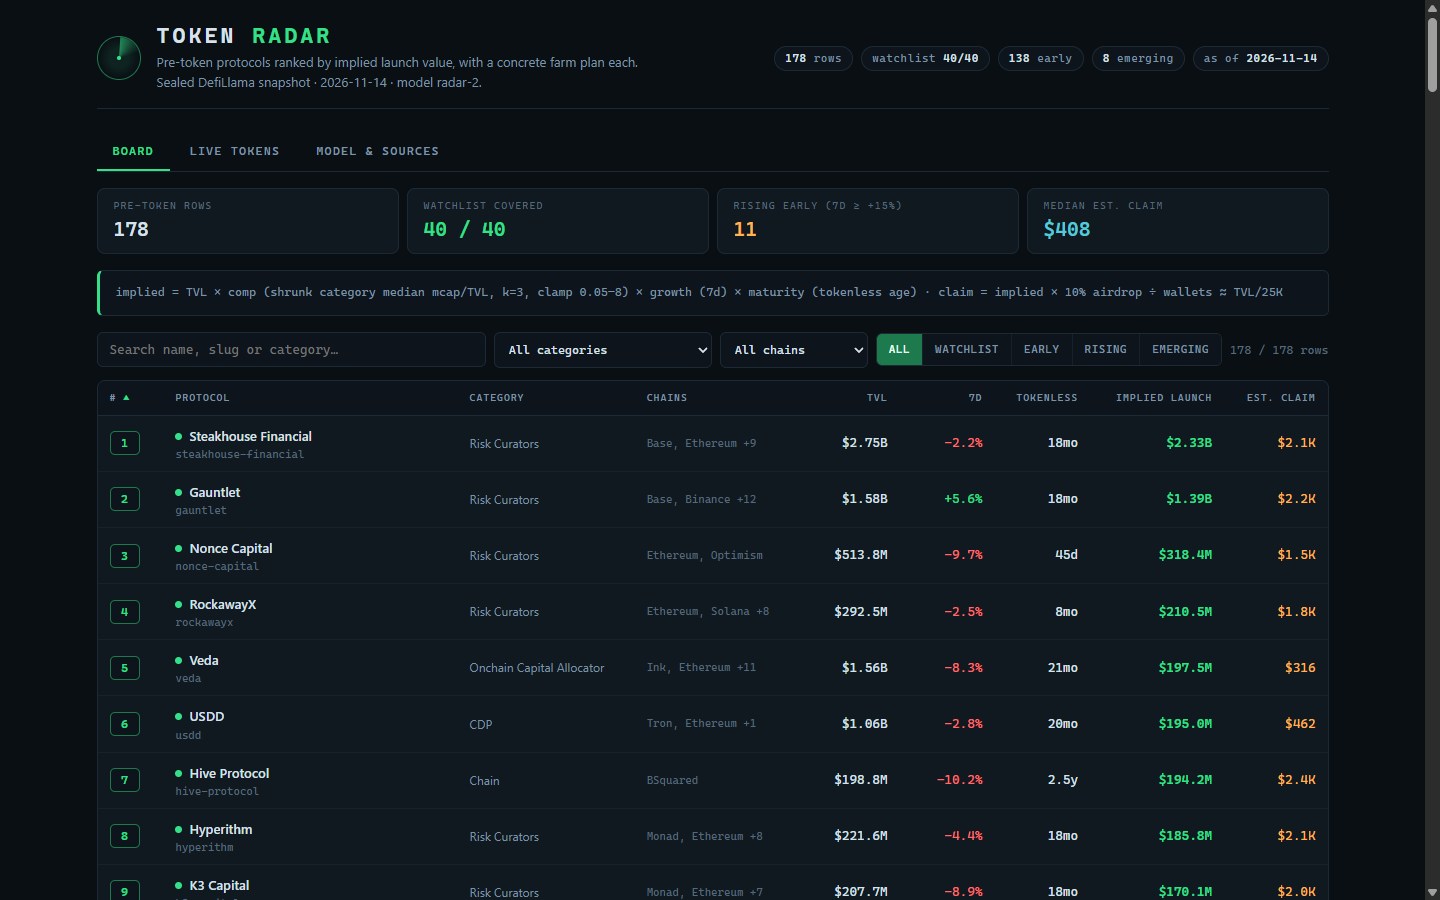 TOKEN RADAR
Pre-token protocols ranked by implied launch value, with a concrete farm plan each.
Sealed DefiLlama snapshot · 2026-11-14 · model radar-2.
178 rows
watchlist 40/40
138 early
8 emerging
as of 2026-11-14
BOARD
LIVE TOKENS
MODEL & SOURCES
PRE-TOKEN ROWS
178
WATCHLIST COVERED
40 / 40
RISING EARLY (7D ≥ +15%)
11
MEDIAN EST. CLAIM
$408
implied = TVL × comp (shrunk category median mcap/TVL, k=3, clamp 0.05–8) × growth (7d) × maturity (tokenless age) · claim = implied × 10% airdrop ÷ wallets ≈ TVL/25K
Search name, slug or category…
All categories
All chains
ALL WATCHLIST EARLY RISING EMERGING
178 / 178 rows
# ▲ PROTOCOL CATEGORY CHAINS TVL 7D TOKENLESS IMPLIED LAUNCH EST. CLAIM
1 Steakhouse Financial Risk Curators Base, Ethereum +9 $2.75B −2.2% 18mo $2.33B $2.1K
steakhouse-financial
2 Gauntlet Risk Curators Base, Binance +12 $1.58B +5.6% 18mo $1.39B $2.2K
gauntlet
3 Nonce Capital Risk Curators Ethereum, Optimism $513.8M −9.7% 45d $318.4M $1.5K
nonce-capital
4 RockawayX Risk Curators Ethereum, Solana +8 $292.5M −2.5% 8mo $210.5M $1.8K
rockawayx
5 Veda Onchain Capital Allocator Ink, Ethereum +11 $1.56B −8.3% 21mo $197.5M $316
veda
6 USDD CDP Tron, Ethereum +1 $1.06B −2.8% 20mo $195.0M $462
usdd
7 Hive Protocol Chain BSquared $198.8M −10.2% 2.5y $194.2M $2.4K
hive-protocol
8 Hyperithm Risk Curators Monad, Ethereum +8 $221.6M −4.4% 18mo $185.8M $2.1K
hyperithm
9 K3 Capital Risk Curators Monad, Ethereum +7 $207.7M −8.9% 18mo $170.1M $2.0K